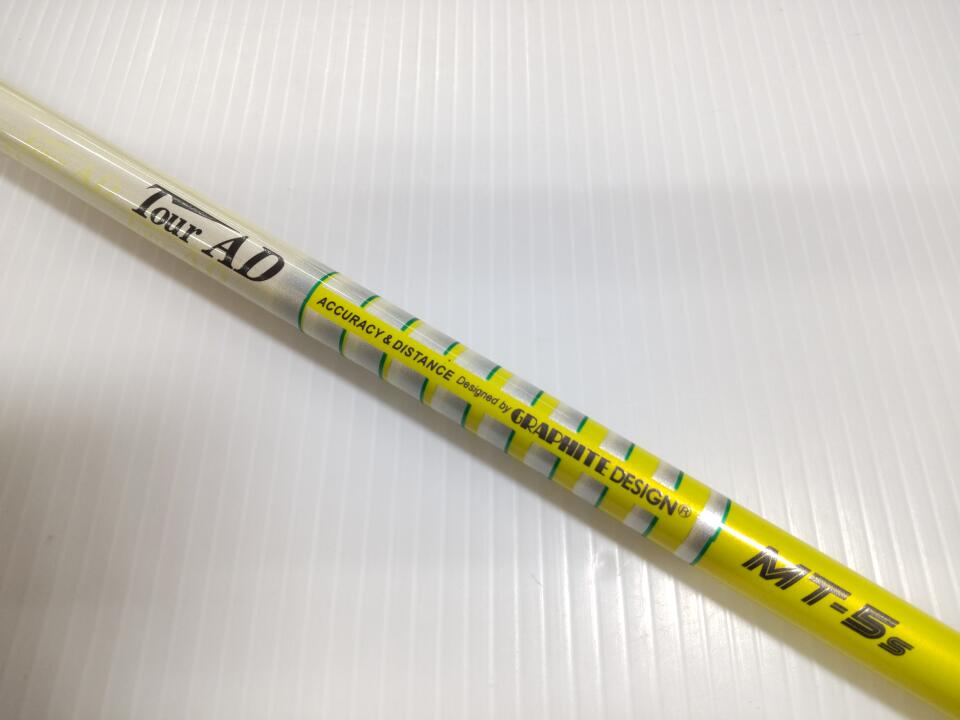 Tour AD
ACCURACY & DISTANCE Designed by GRAPHITE DESIGN®
MT-5s